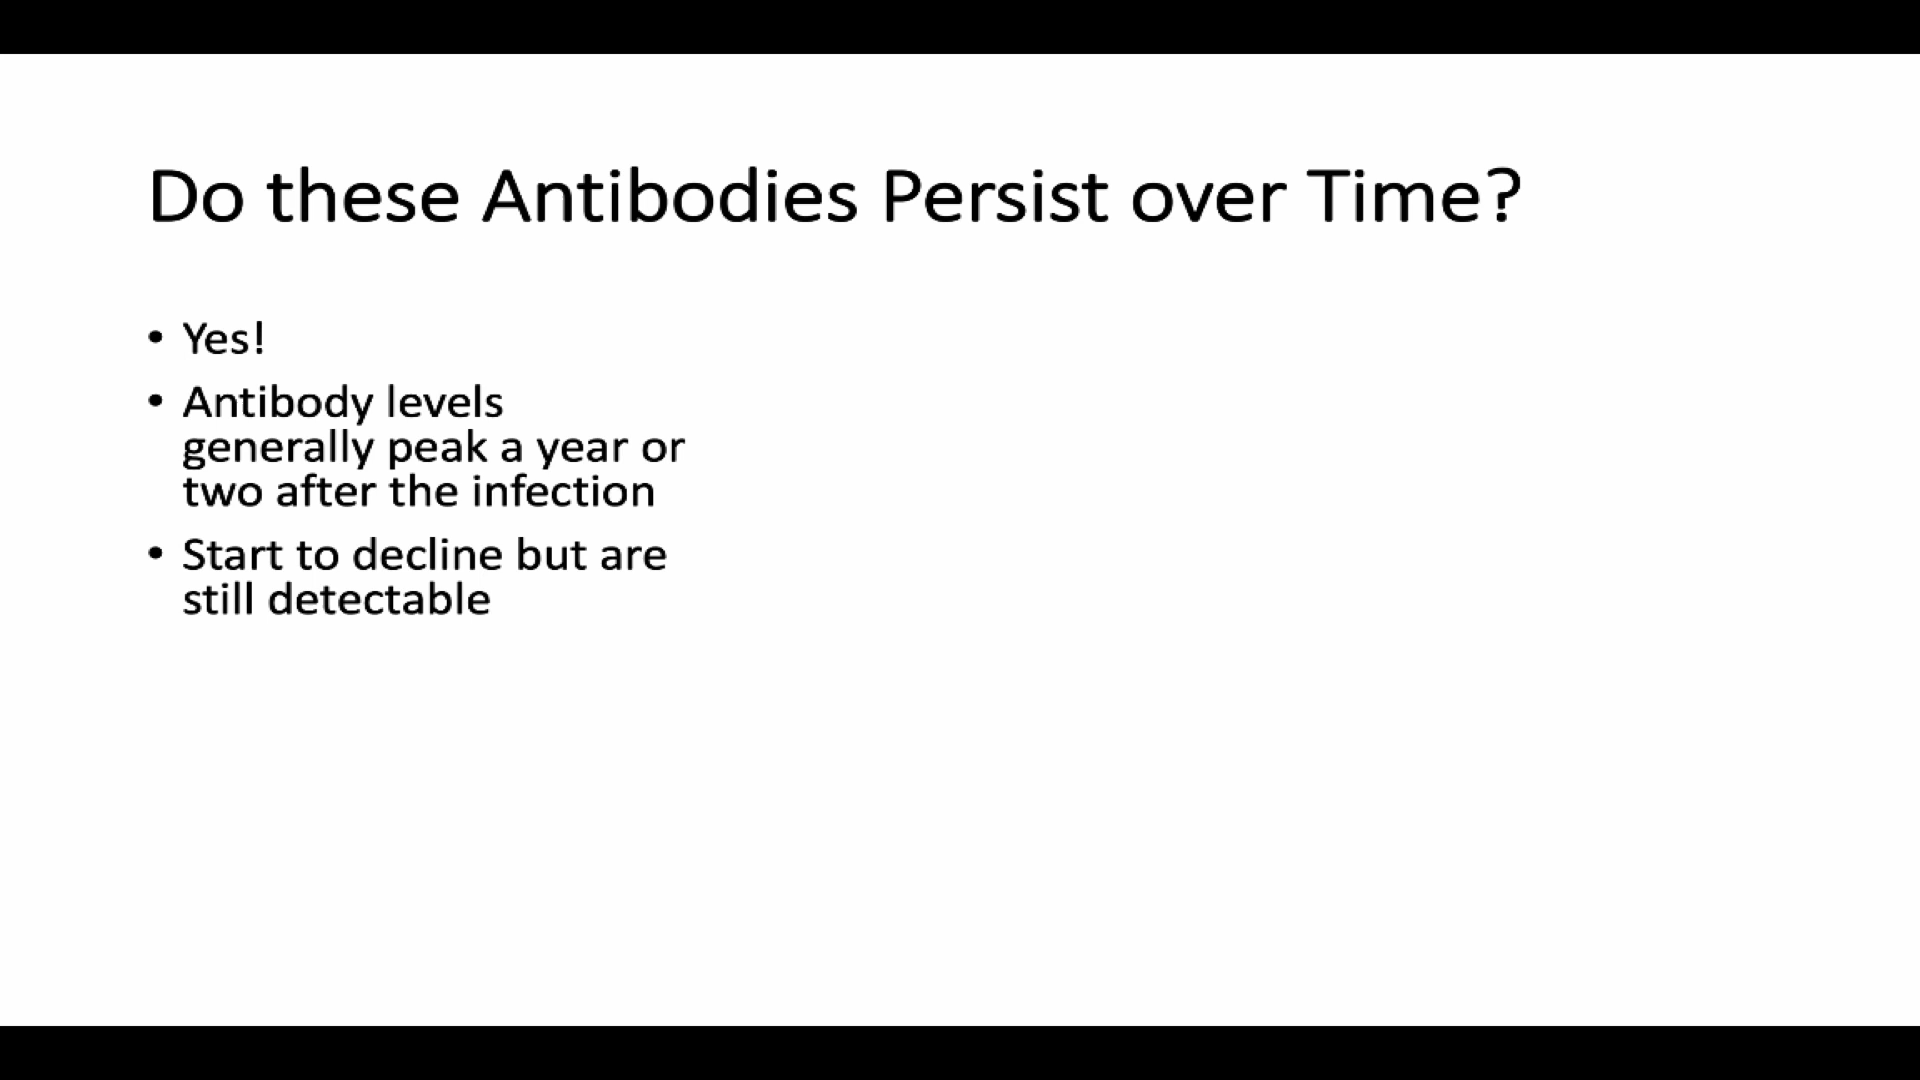 Do these Antibodies Persist over Time?
• Yes!
• Antibody levels
generally peak a year or
two after the infection
• Start to decline but are
still detectable